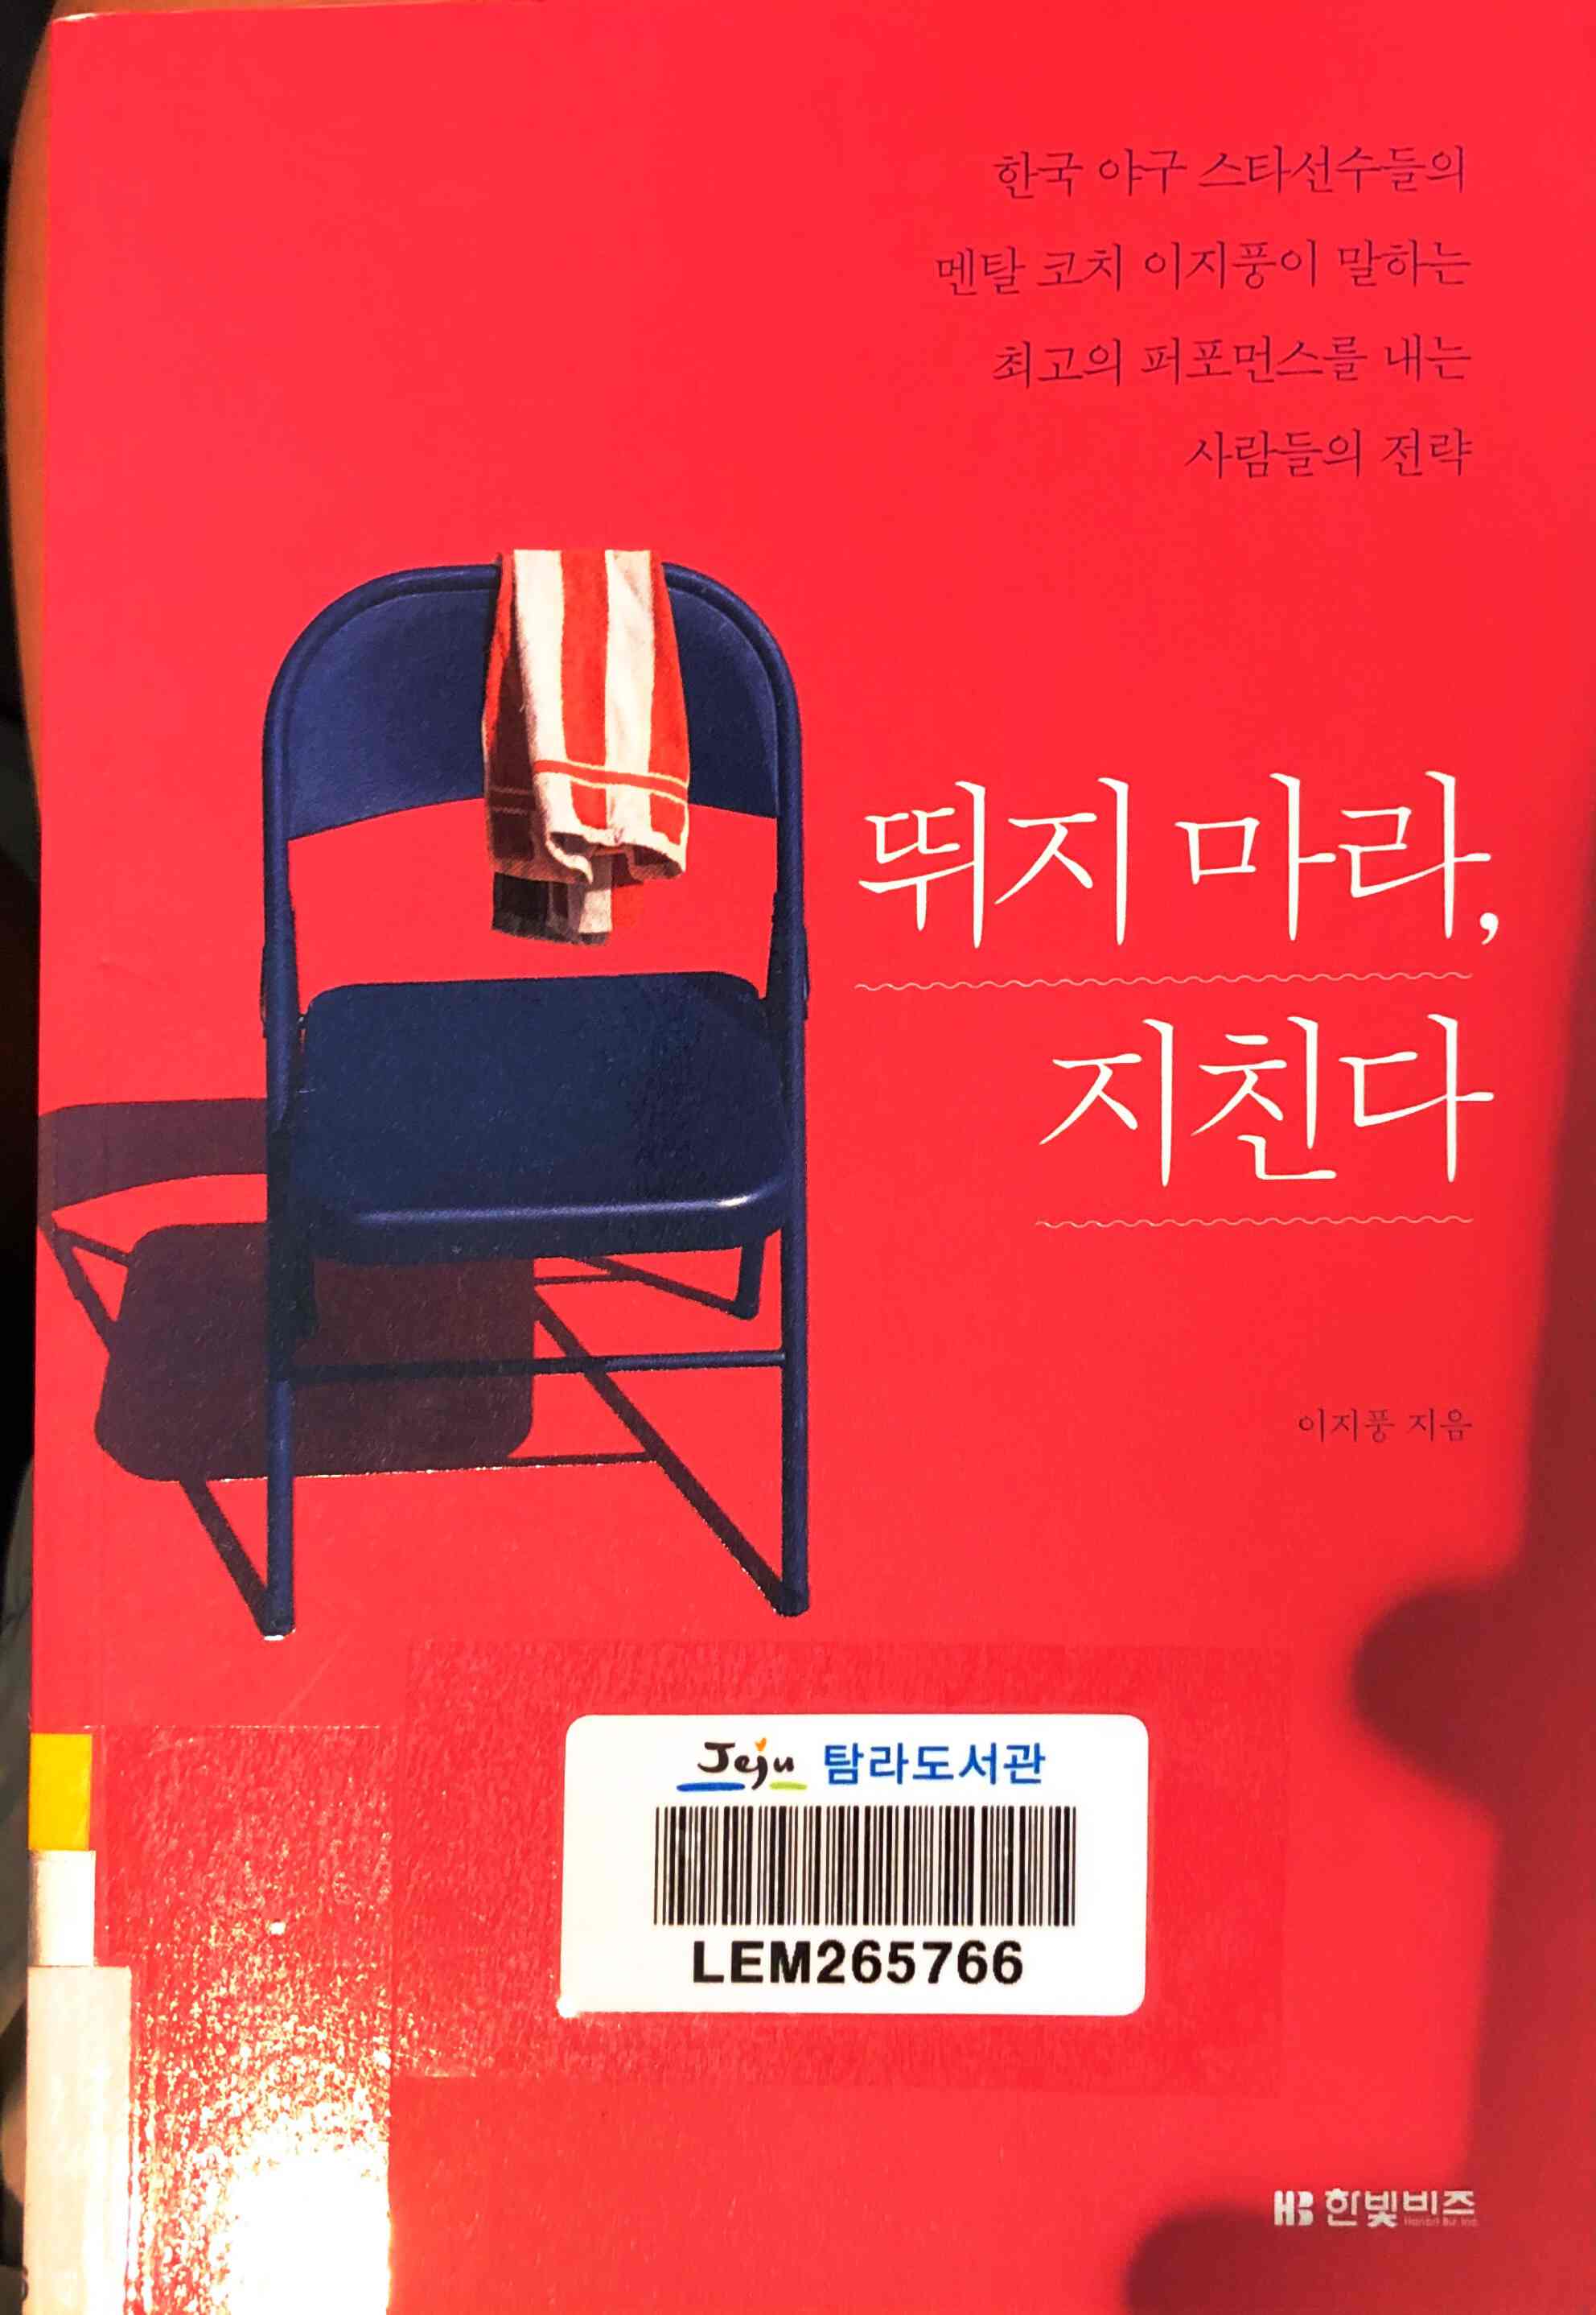 한국 야구 스타선수들의
멘탈 코치 이지풍이 말하는
최고의 퍼포먼스를 내는
사람들의 전략
뛰지 마라,
지친다
이지풍 지음
Jeju 탐라도서관
LEM265766
HB 한빛비즈
Hanbit Biz, Inc.